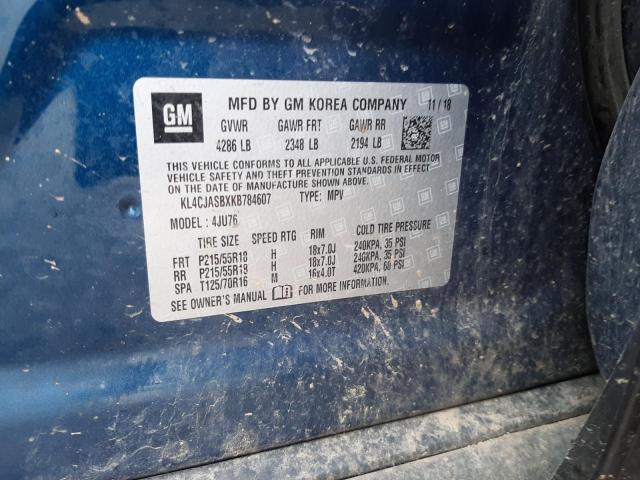 GM
MFD BY GM KOREA COMPANY 11/18
GVWR GAWR FRT GAWR RR
4286 LB 2348 LB 2194 LB
THIS VEHICLE CONFORMS TO ALL APPLICABLE U.S. FEDERAL MOTOR
VEHICLE SAFETY AND THEFT PREVENTION STANDARDS IN EFFECT
ON THE DATE OF MANUFACTURE SHOWN ABOVE.
KL4CJASBXKB784607 TYPE: MPV
MODEL: 4JU76
TIRE SIZE SPEED RTG RIM COLD TIRE PRESSURE
FRT P215/55R18 H 18x7.0J 240KPA, 35 PSI
RR P215/55R18 H 18x7.0J 240KPA, 35 PSI
SPA T125/70R16 M 16x4.0T 420KPA, 60 PSI
SEE OWNER'S MANUAL FOR ADDITIONAL INFORMATION